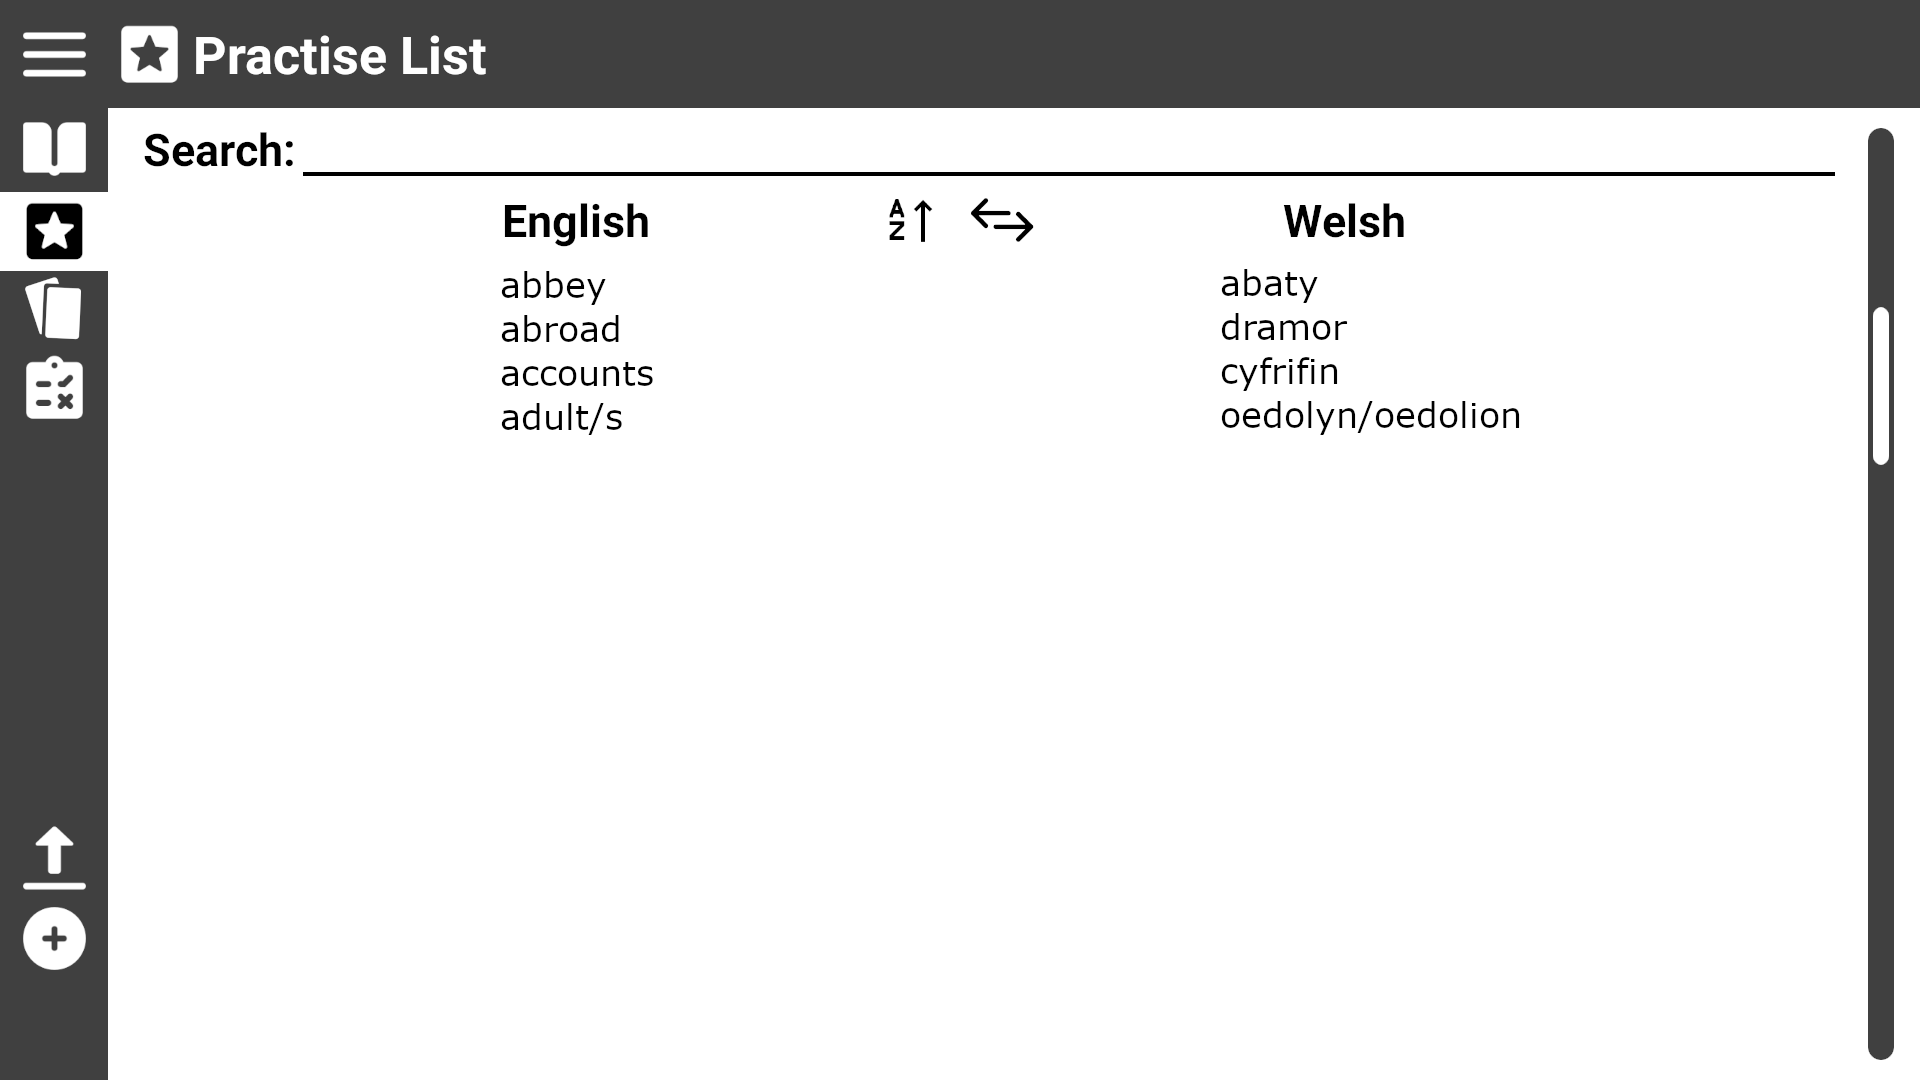 Practise List
Search:
English A Z Welsh
abbey abaty
abroad dramor
accounts cyfrifin
adult/s oedolyn/oedolion